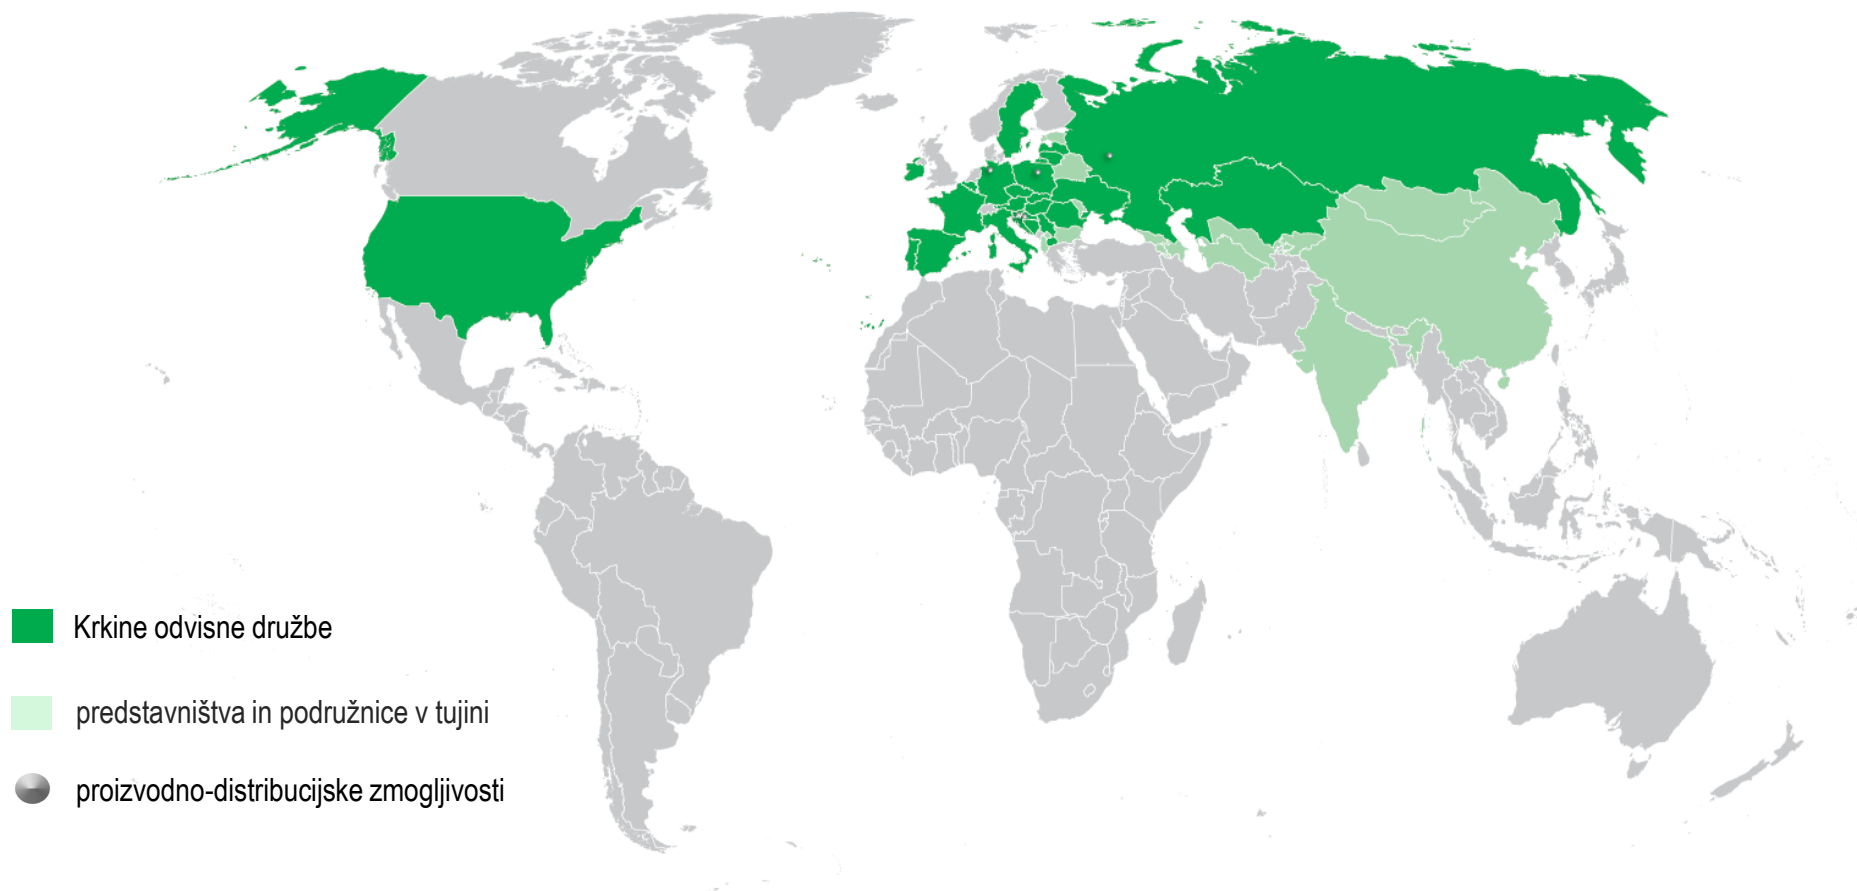 Krkine odvisne družbe
predstavništva in podružnice v tujini
proizvodno-distribucijske zmogljivosti